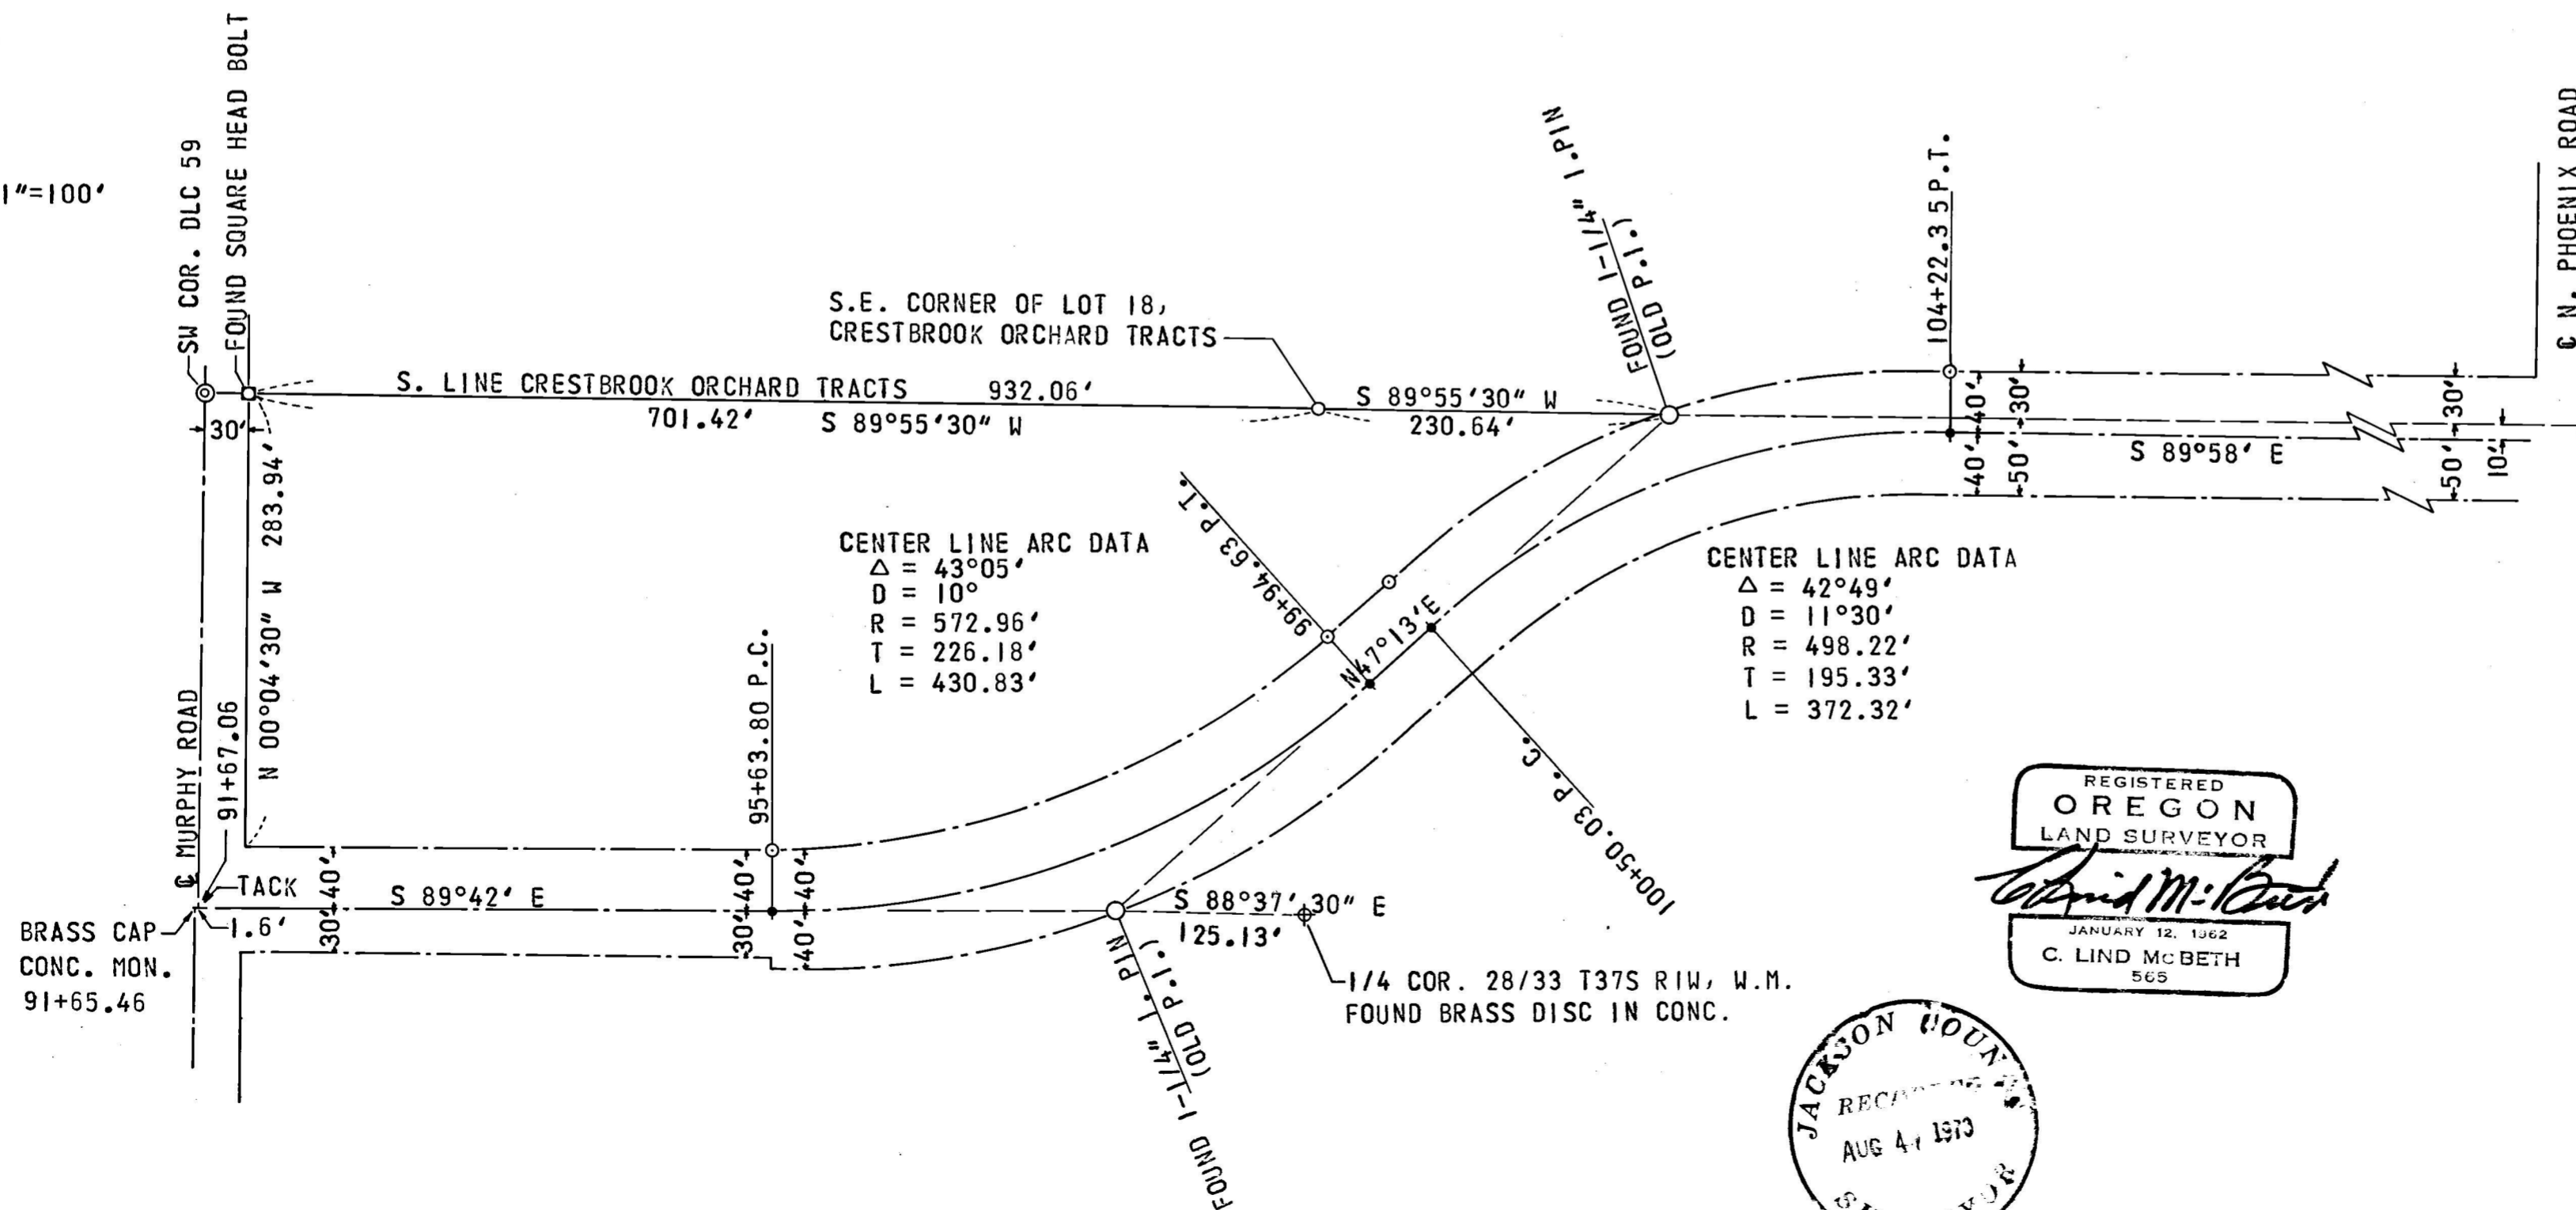 1"=100'
SW COR. DLC 59
FOUND SQUARE HEAD BOLT
30'
S. LINE CRESTBROOK ORCHARD TRACTS 932.06'
701.42' S 89°55'30" W
S.E. CORNER OF LOT 18,
CRESTBROOK ORCHARD TRACTS
S 89°55'30" W
230.64'
FOUND 1-1/4" I.PIN
(OLD P.I.)
104+22.35 P.T.
40'
30'
40'
50'
S 89°58' E
30'
50'
10'
℄ N. PHOENIX ROAD
N 00°04'30" W 283.94'
CENTER LINE ARC DATA
Δ = 43°05'
D = 10°
R = 572.96'
T = 226.18'
L = 430.83'
99+94.63 P.T.
N47°13'E
100+50.03 P. C.
CENTER LINE ARC DATA
Δ = 42°49'
D = 11°30'
R = 498.22'
T = 195.33'
L = 372.32'
℄ MURPHY ROAD
91+67.06
TACK
1.6'
BRASS CAP
CONC. MON.
91+65.46
40'
30'
S 89°42' E
95+63.80 P.C.
40'
40'
30'
40'
S 88°37'30" E
125.13'
1/4 COR. 28/33 T37S R1W, W.M.
FOUND BRASS DISC IN CONC.
FOUND 1-1/4" I. PIN
(OLD P.I.)
REGISTERED
OREGON
LAND SURVEYOR
JANUARY 12, 1962
C. LIND McBETH
565
JACKSON COUN
AUG 4, 1973